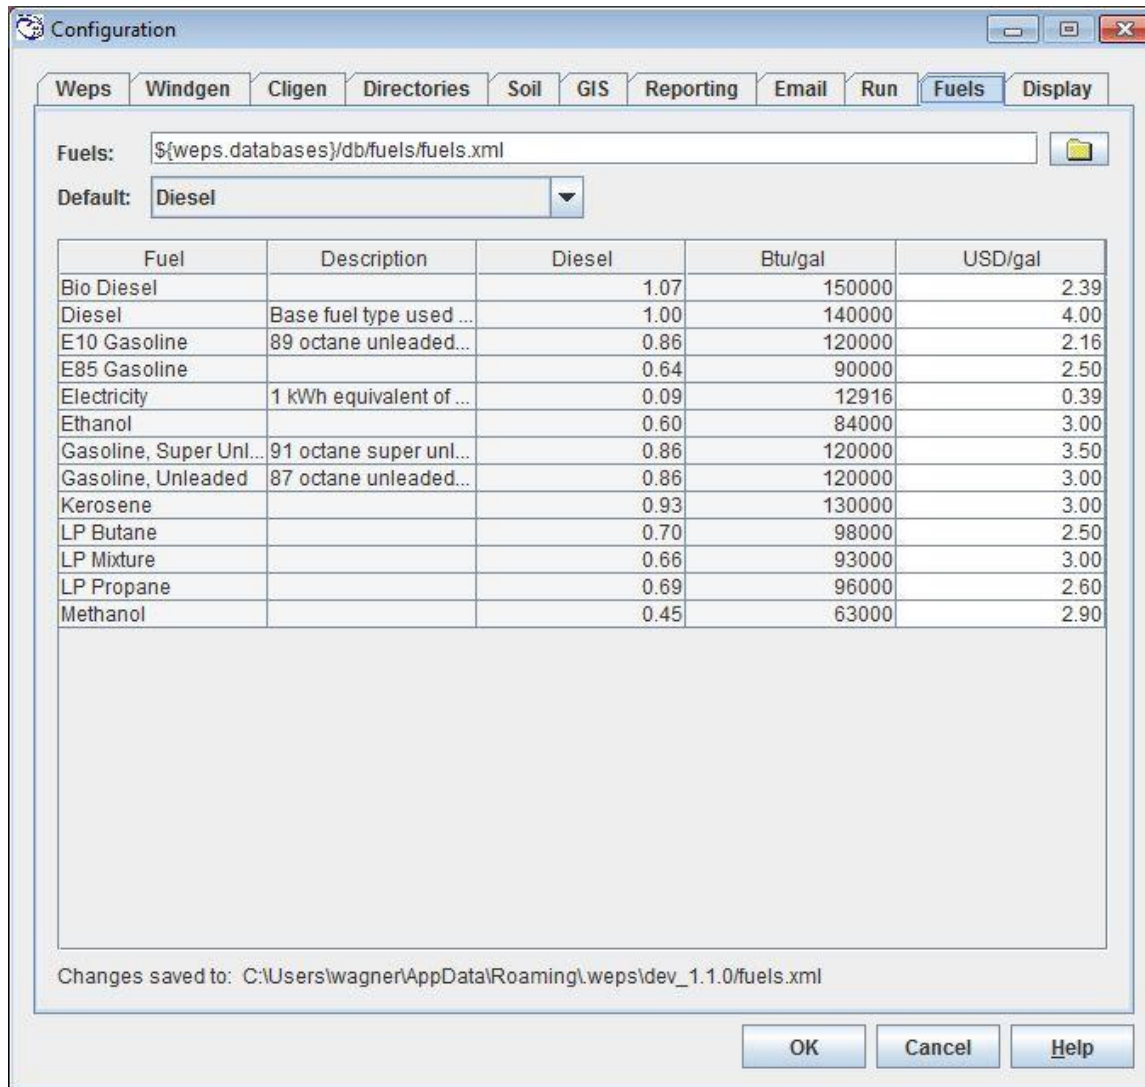 Configuration
Weps Windgen Cligen Directories Soil GIS Reporting Email Run Fuels Display
Fuels: ${weps.databases}/db/fuels/fuels.xml
Default: Diesel
Fuel Description Diesel Btu/gal USD/gal
Bio Diesel 1.07 150000 2.39
Diesel Base fuel type used ... 1.00 140000 4.00
E10 Gasoline 89 octane unleaded... 0.86 120000 2.16
E85 Gasoline 0.64 90000 2.50
Electricity 1 kWh equivalent of ... 0.09 12916 0.39
Ethanol 0.60 84000 3.00
Gasoline, Super Unl... 91 octane super unl... 0.86 120000 3.50
Gasoline, Unleaded 87 octane unleaded... 0.86 120000 3.00
Kerosene 0.93 130000 3.00
LP Butane 0.70 98000 2.50
LP Mixture 0.66 93000 3.00
LP Propane 0.69 96000 2.60
Methanol 0.45 63000 2.90
Changes saved to: C:\Users\wagner\AppData\Roaming\.weps\dev_1.1.0/fuels.xml
OK Cancel Help